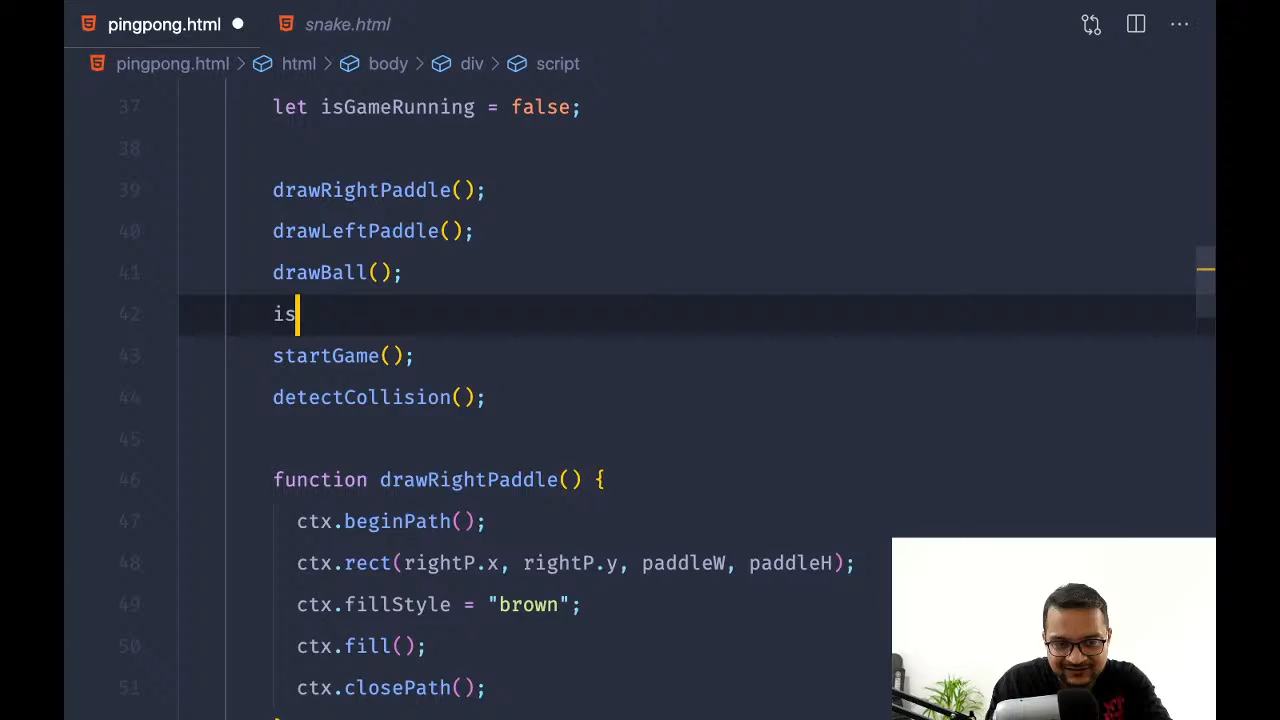 pingpong.html snake.html
pingpong.html html body div script
37 let isGameRunning = false;
38
39 drawRightPaddle();
40 drawLeftPaddle();
41 drawBall();
42 is
43 startGame();
44 detectCollision();
45
46 function drawRightPaddle() {
47 ctx.beginPath();
48 ctx.rect(rightP.x, rightP.y, paddleW, paddleH);
49 ctx.fillStyle = "brown";
50 ctx.fill();
51 ctx.closePath();